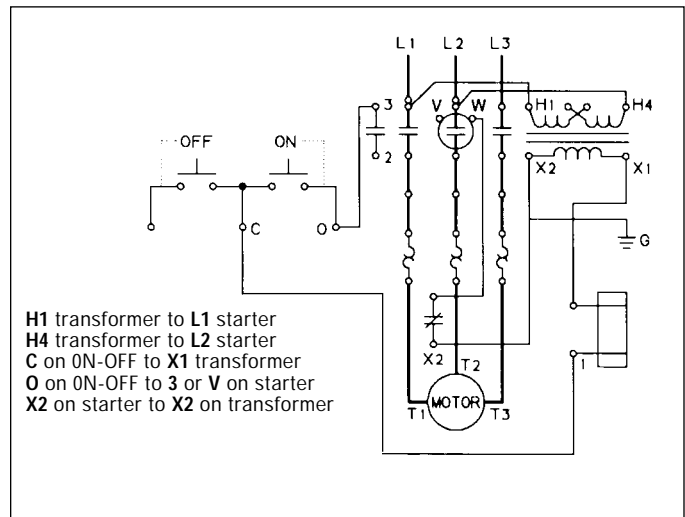 L1 L2 L3
3 V W H1 H4
OFF ON
2
X2 X1
C O
G
H1 transformer to L1 starter
H4 transformer to L2 starter
C on 0N-OFF to X1 transformer
O on 0N-OFF to 3 or V on starter
X2 on starter to X2 on transformer
X2 1
T2
T1 MOTOR T3